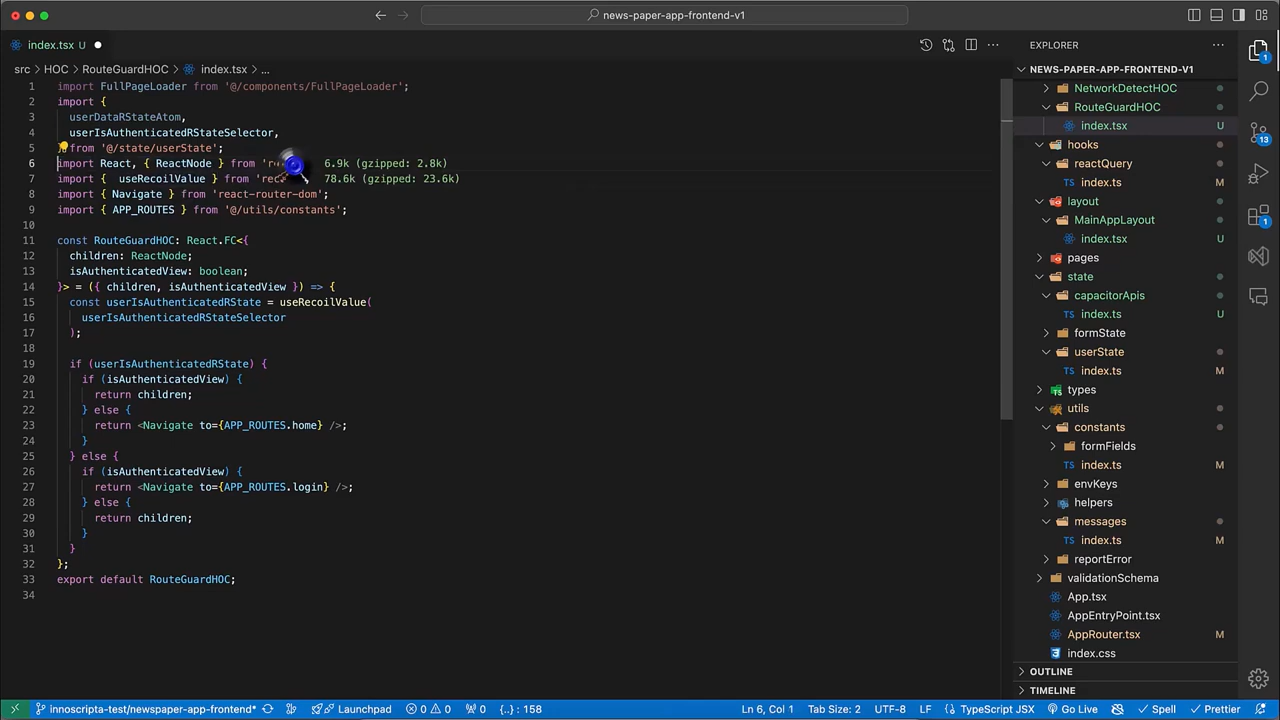 news-paper-app-frontend-v1
index.tsx U
src > HOC > RouteGuardHOC > index.tsx > ...
1 import FullPageLoader from '@/components/FullPageLoader';
2 import {
3 userDataRStateAtom,
4 userIsAuthenticatedRStateSelector,
5 } from '@/state/userState';
6 import React, { ReactNode } from 6.9k (gzipped: 2.8k)
7 import { useRecoilValue } from 78.6k (gzipped: 23.6k)
8 import { Navigate } from 'react-router-dom';
9 import { APP_ROUTES } from '@/utils/constants';
10
11 const RouteGuardHOC: React.FC<{
12 children: ReactNode;
13 isAuthenticatedView: boolean;
14 }> = ({ children, isAuthenticatedView }) => {
15 const userIsAuthenticatedRState = useRecoilValue(
16 userIsAuthenticatedRStateSelector
17 );
18
19 if (userIsAuthenticatedRState) {
20 if (isAuthenticatedView) {
21 return children;
22 } else {
23 return <Navigate to={APP_ROUTES.home} />;
24 }
25 } else {
26 if (isAuthenticatedView) {
27 return <Navigate to={APP_ROUTES.login} />;
28 } else {
29 return children;
30 }
31 }
32 };
33 export default RouteGuardHOC;
34
EXPLORER
NEWS-PAPER-APP-FRONTEND-V1
NetworkDetectHOC
RouteGuardHOC
index.tsx U
hooks
reactQuery
TS index.ts M
layout
MainAppLayout
index.tsx U
pages
state
capacitorApis
TS index.ts U
formState
userState
TS index.ts M
types
utils
constants
formFields
TS index.ts M
envKeys
helpers
messages
TS index.ts M
reportError
validationSchema
App.tsx
AppEntryPoint.tsx
AppRouter.tsx M
index.css
OUTLINE
TIMELINE
1
13
1
innoscripta-test/newspaper-app-frontend* Launchpad 0 0 0 {..} : 158 Ln 6, Col 1 Tab Size: 2 UTF-8 LF {} TypeScript JSX Go Live Spell Prettier